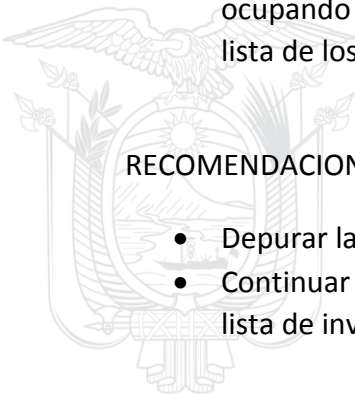 ocupando
lista de los
RECOMENDACION
• Depurar la
• Continuar
lista de inv